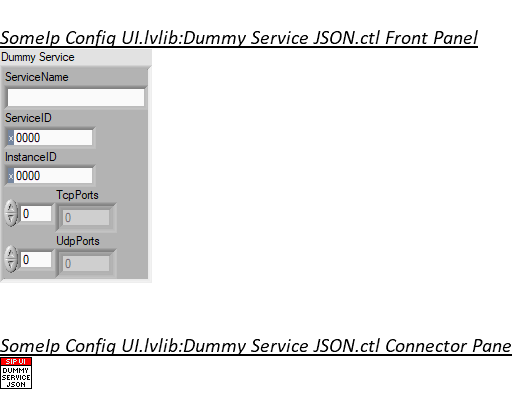 SomeIp Config UI.lvlib:Dummy Service JSON.ctl Front Panel
Dummy Service
ServiceName
ServiceID
x 0000
InstanceID
x 0000
TcpPorts
0 0
UdpPorts
0 0
SomeIp Config UI.lvlib:Dummy Service JSON.ctl Connector Pane
SIP UI
DUMMY
SERVICE
JSON